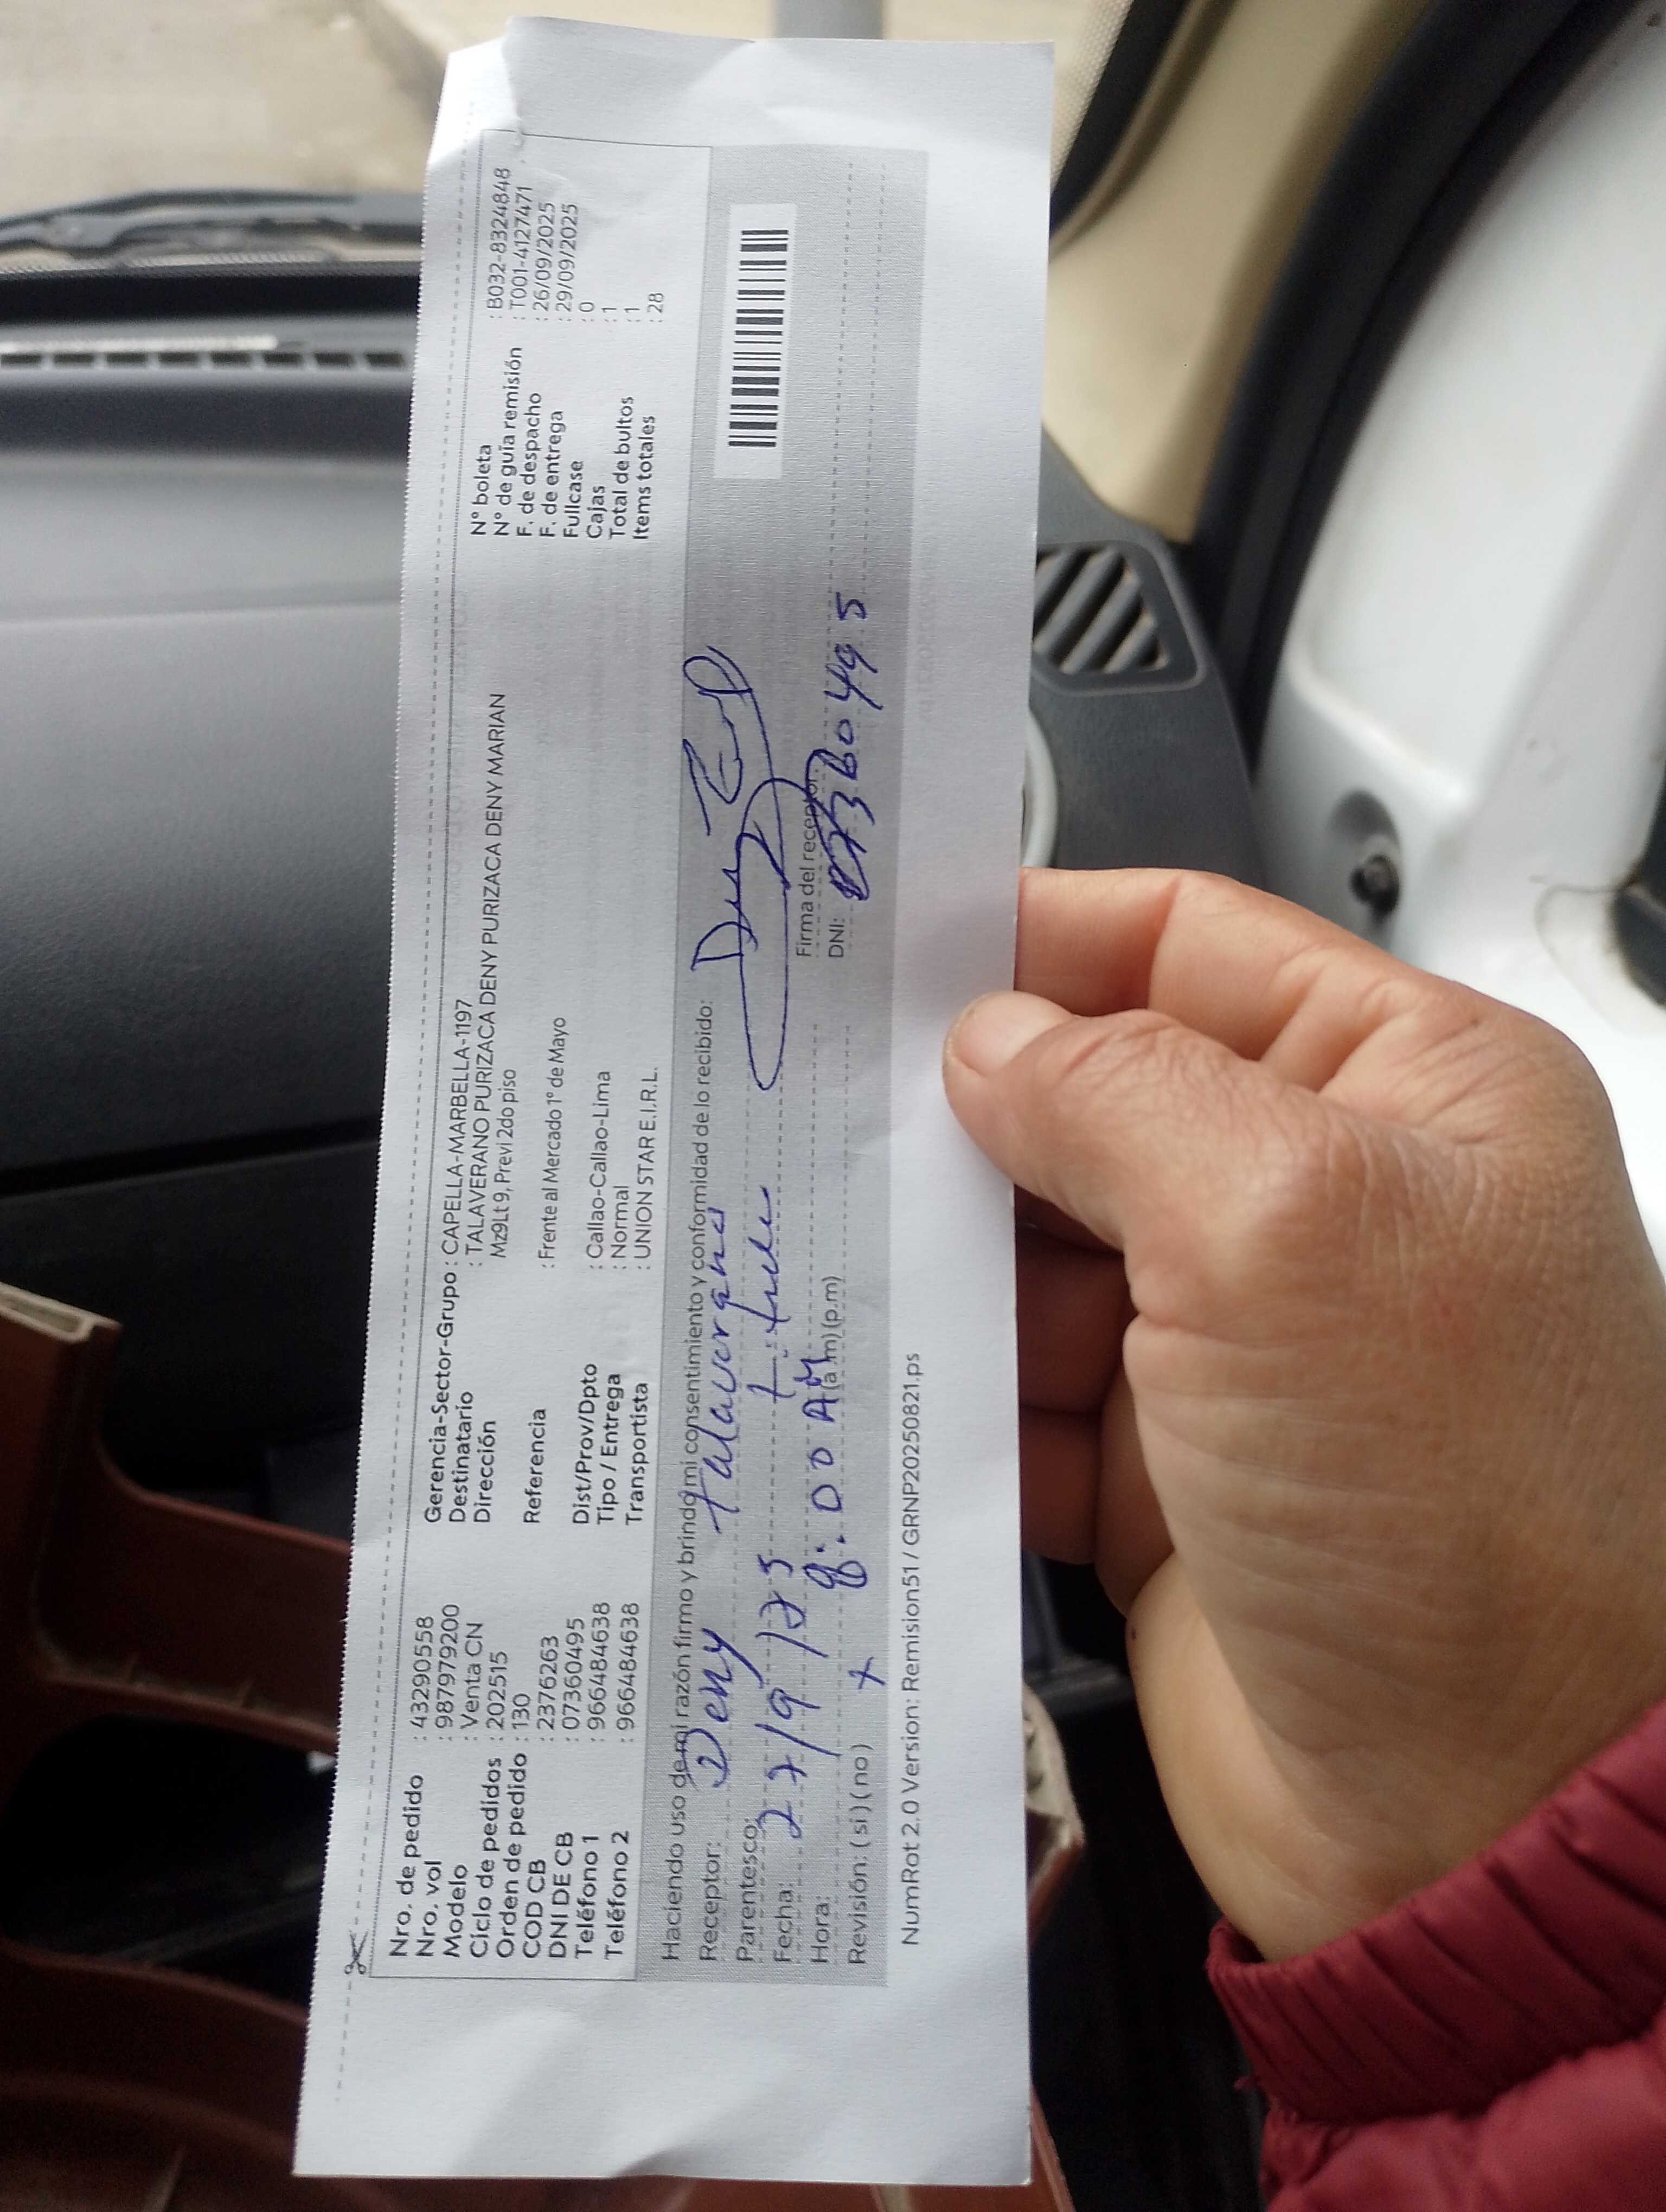 Nro. de pedido : 43290558
Nro. vol : 987979200
Modelo : Venta CN
Ciclo de pedidos : 202515
Orden de pedido : 130
COD CB : 2376263
DNI DE CB : 07360495
Teléfono 1 : 966484638
Teléfono 2 : 966484638
Gerencia-Sector-Grupo : CAPELLA-MARBELLA-1197
Destinatario : TALAVERANO PURIZACA DENY PURIZACA DENY MARIAN
Dirección Mz9Lt 9, Previ 2do piso
Referencia : Frente al Mercado 1° de Mayo
Dist/Prov/Dpto : Callao-Callao-Lima
Tipo / Entrega : Normal
Transportista : UNION STAR E.I.R.L.
N° boleta : B032-8324848
N° de guía remisión : T001-4127471
F. de despacho : 26/09/2025
F. de entrega : 29/09/2025
Fullcase : 0
Cajas : 1
Total de bultos : 1
Items totales : 28
Haciendo uso de mi razón firmo y brindo mi consentimiento y conformidad de lo recibido:
Receptor: Deny Talaverano
Parentesco:
Fecha: 27/9/25
Hora: 8:00 AM (a.m) (p.m)
Revisión: ( si ) ( no ) x
Firma del receptor:
DNI: 07360495
NumRot 2.0 Version: Remision51 / GRNP20250821.ps